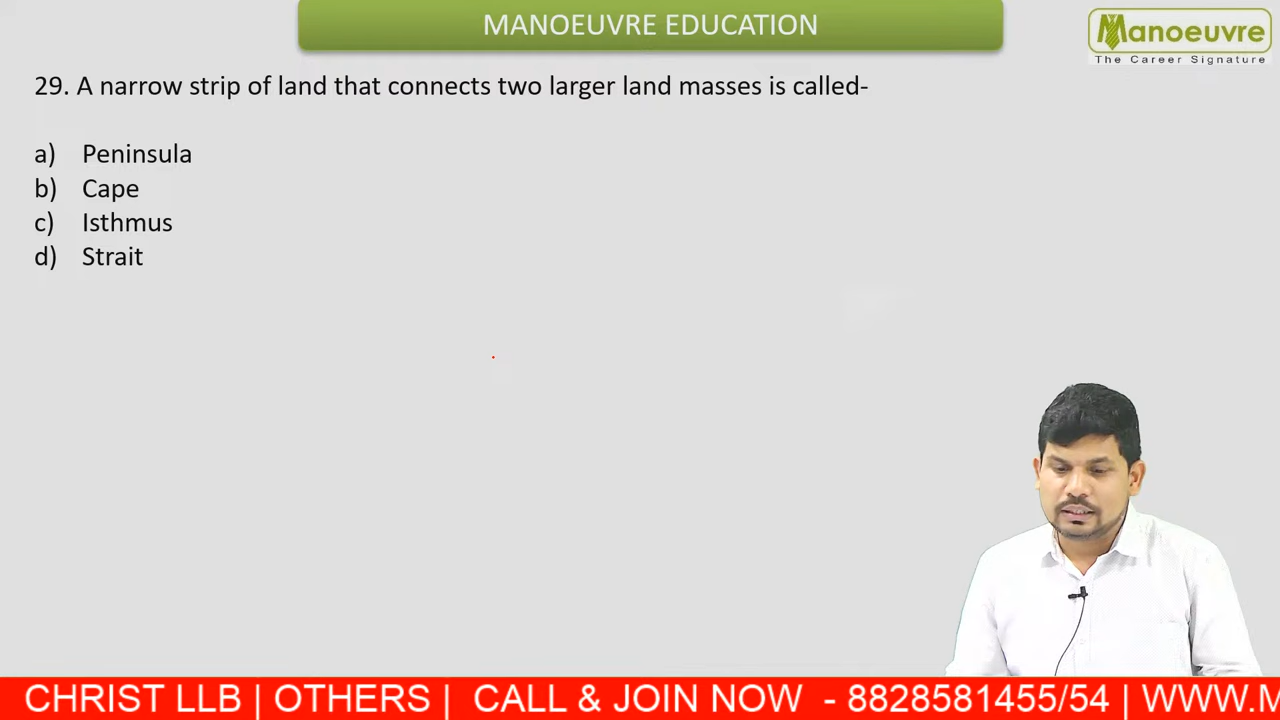 MANOEUVRE EDUCATION
Manoeuvre
The Career Signature
29. A narrow strip of land that connects two larger land masses is called-
a) Peninsula
b) Cape
c) Isthmus
d) Strait
CHRIST LLB | OTHERS | CALL & JOIN NOW - 8828581455/54 | WWW.M